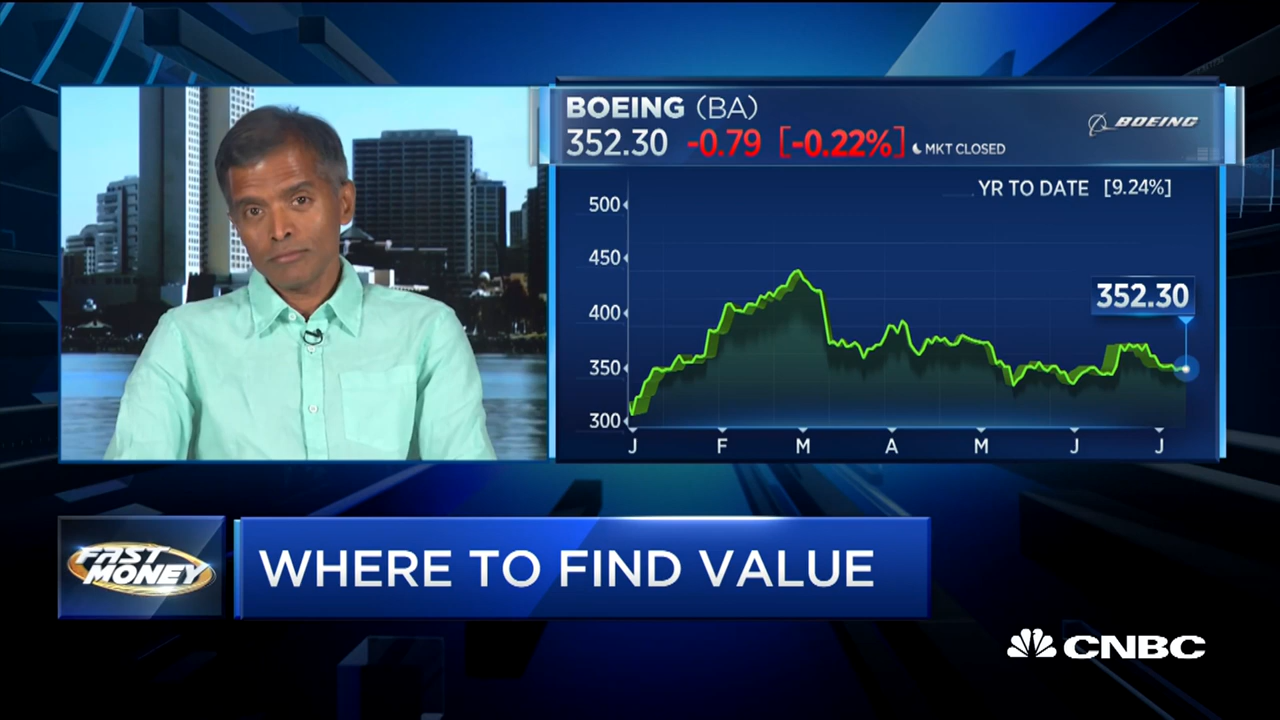 BOEING (BA)
352.30 -0.79 [-0.22%] MKT CLOSED
BOEING
YR TO DATE [9.24%]
500
450
400
350
300
352.30
J F M A M J J
FAST MONEY
WHERE TO FIND VALUE
CNBC